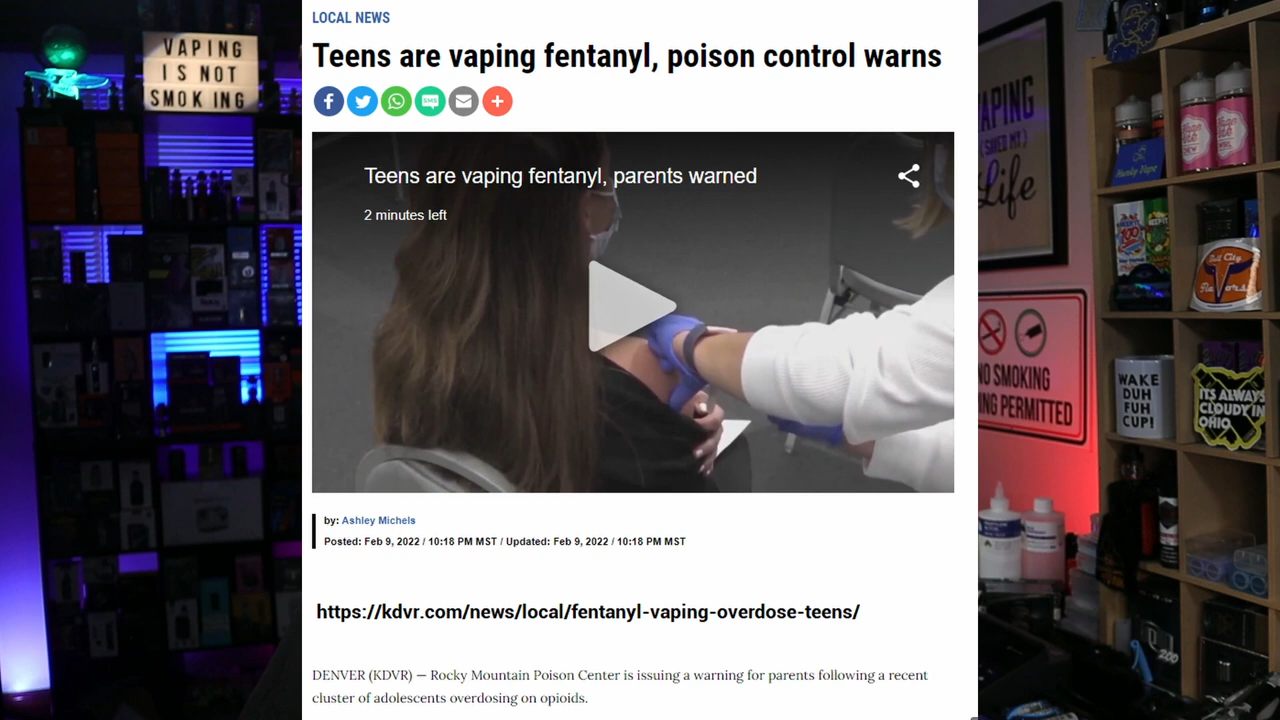 LOCAL NEWS
Teens are vaping fentanyl, poison control warns
SMS
Teens are vaping fentanyl, parents warned
2 minutes left
by: Ashley Michels
Posted: Feb 9, 2022 / 10:18 PM MST / Updated: Feb 9, 2022 / 10:18 PM MST
https://kdvr.com/news/local/fentanyl-vaping-overdose-teens/
DENVER (KDVR) — Rocky Mountain Poison Center is issuing a warning for parents following a recent
cluster of adolescents overdosing on opioids.
VAPING
IS NOT
SMOKING
VAPING
Life
NO SMOKING
PERMITTED
WAKE
DUH
FUH
CUP!
ITS ALWAYS
CLOUDY IN
OHIO